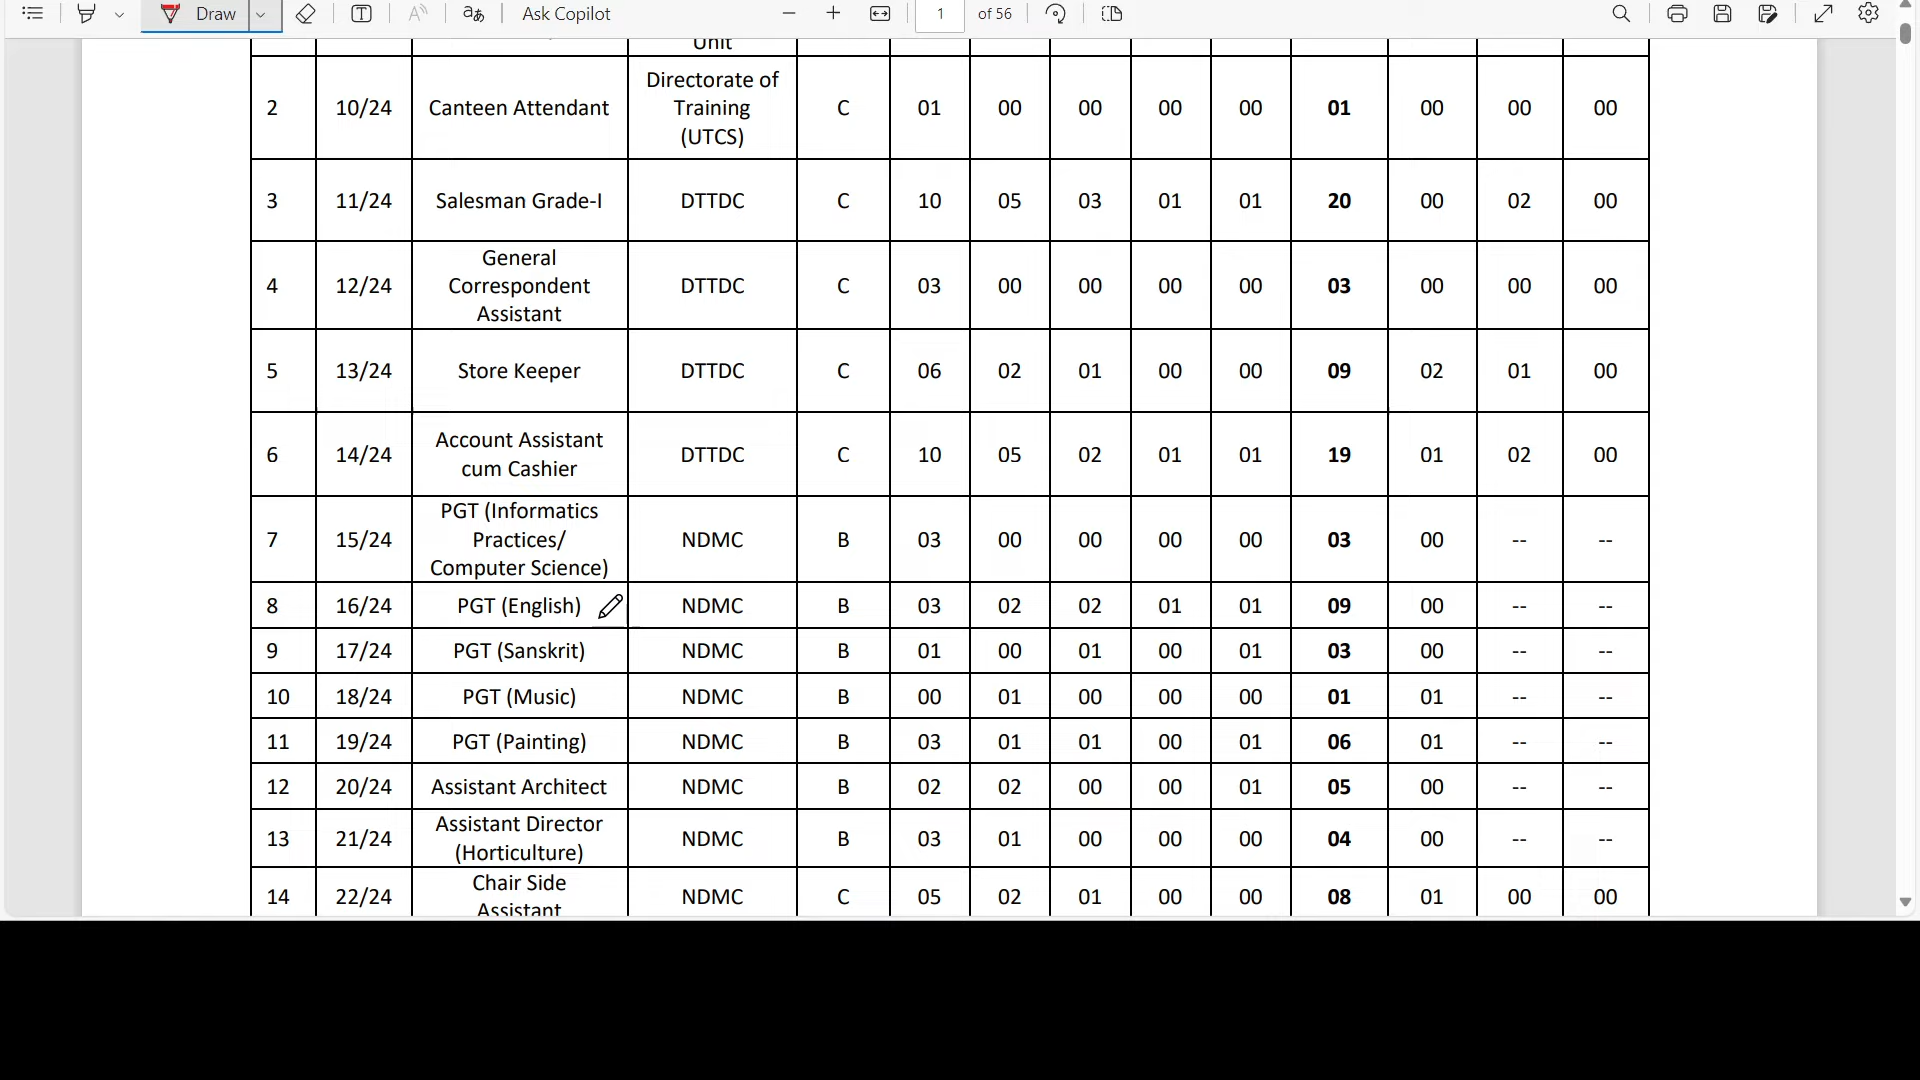 Draw
Ask Copilot
1 of 56
Unit
2 10/24 Canteen Attendant Directorate of Training (UTCS) C 01 00 00 00 00 01 00 00 00
3 11/24 Salesman Grade-I DTTDC C 10 05 03 01 01 20 00 02 00
4 12/24 General Correspondent Assistant DTTDC C 03 00 00 00 00 03 00 00 00
5 13/24 Store Keeper DTTDC C 06 02 01 00 00 09 02 01 00
6 14/24 Account Assistant cum Cashier DTTDC C 10 05 02 01 01 19 01 02 00
7 15/24 PGT (Informatics Practices/ Computer Science) NDMC B 03 00 00 00 00 03 00 -- --
8 16/24 PGT (English) NDMC B 03 02 02 01 01 09 00 -- --
9 17/24 PGT (Sanskrit) NDMC B 01 00 01 00 01 03 00 -- --
10 18/24 PGT (Music) NDMC B 00 01 00 00 00 01 01 -- --
11 19/24 PGT (Painting) NDMC B 03 01 01 00 01 06 01 -- --
12 20/24 Assistant Architect NDMC B 02 02 00 00 01 05 00 -- --
13 21/24 Assistant Director (Horticulture) NDMC B 03 01 00 00 00 04 00 -- --
14 22/24 Chair Side Assistant NDMC C 05 02 01 00 00 08 01 00 00